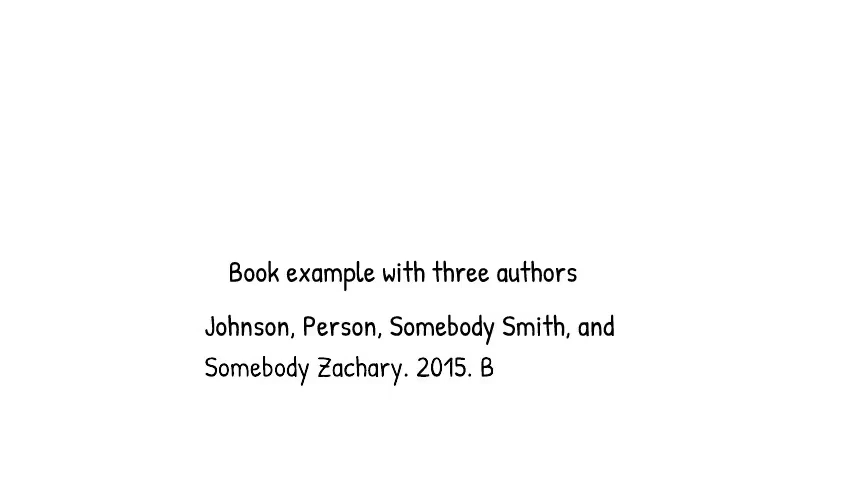 Book example with three authors
Johnson, Person, Somebody Smith, and
Somebody Zachary. 2015. B